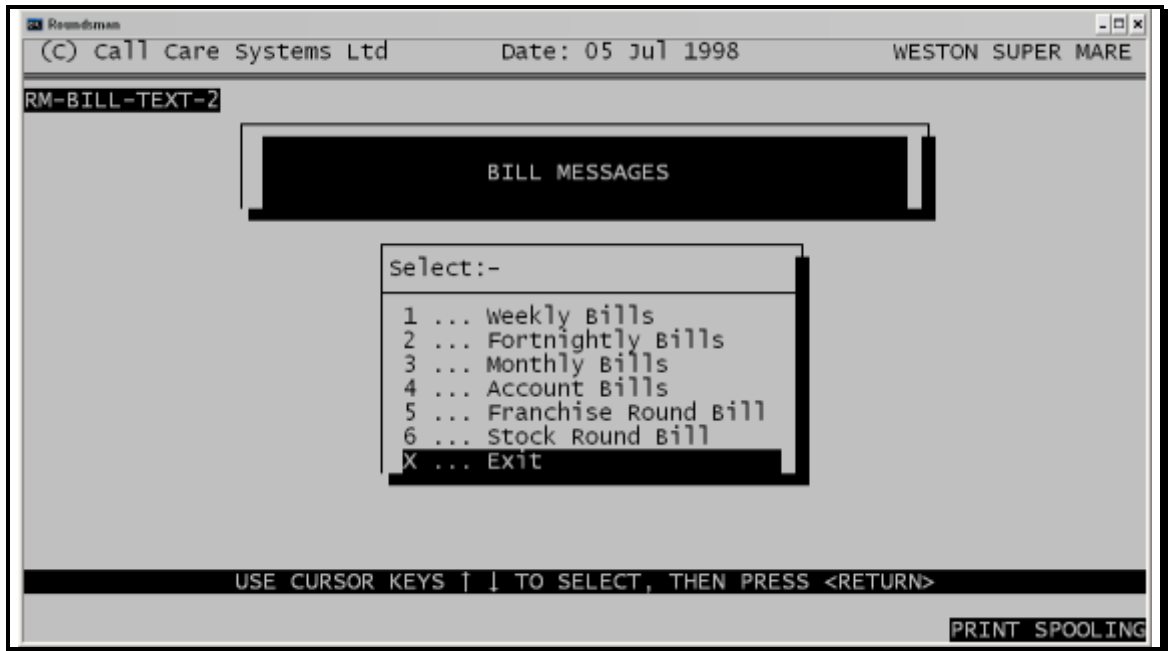 Roundsman
(C) Call Care Systems Ltd Date: 05 Jul 1998 WESTON SUPER MARE
RM-BILL-TEXT-2
BILL MESSAGES
Select:-
1 ... Weekly Bills
2 ... Fortnightly Bills
3 ... Monthly Bills
4 ... Account Bills
5 ... Franchise Round Bill
6 ... Stock Round Bill
X ... Exit
USE CURSOR KEYS ↑ ↓ TO SELECT, THEN PRESS <RETURN>
PRINT SPOOLING